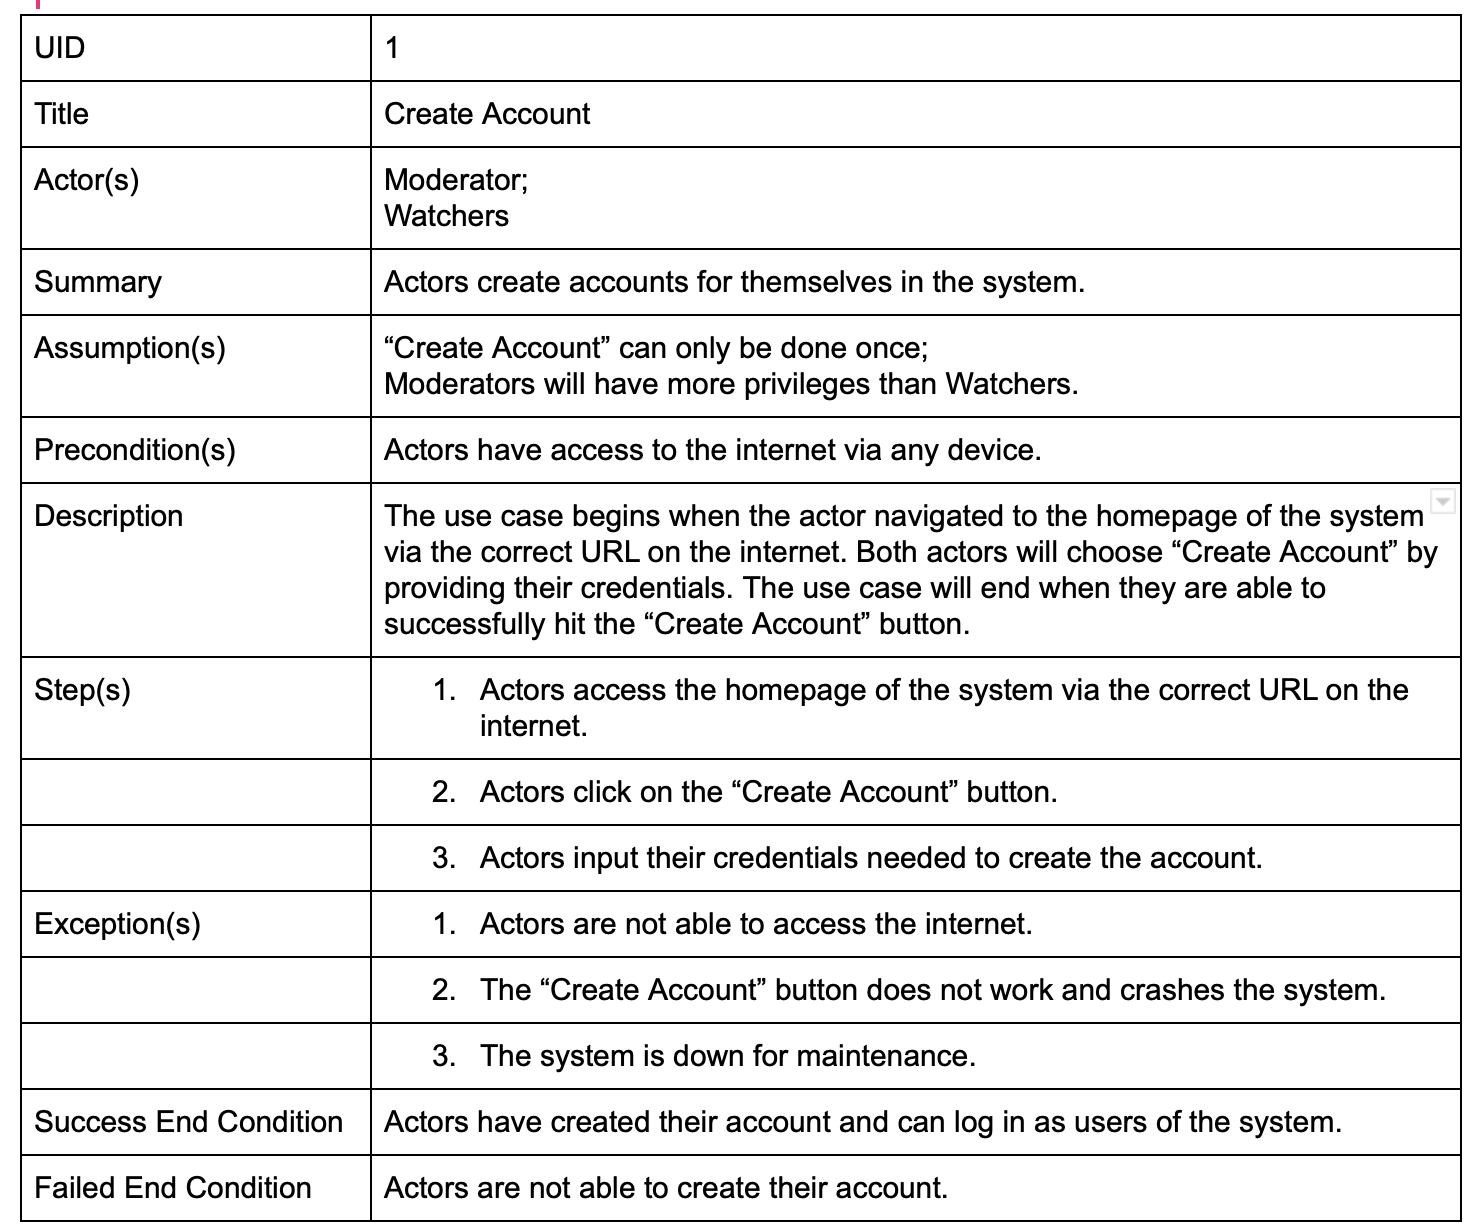 UID
1
Title
Create Account
Actor(s)
Moderator;
Watchers
Summary
Actors create accounts for themselves in the system.
Assumption(s)
“Create Account” can only be done once;
Moderators will have more privileges than Watchers.
Precondition(s)
Actors have access to the internet via any device.
Description
The use case begins when the actor navigated to the homepage of the system
via the correct URL on the internet. Both actors will choose “Create Account” by
providing their credentials. The use case will end when they are able to
successfully hit the “Create Account” button.
Step(s)
1. Actors access the homepage of the system via the correct URL on the
internet.
2. Actors click on the “Create Account” button.
3. Actors input their credentials needed to create the account.
Exception(s)
1. Actors are not able to access the internet.
2. The “Create Account” button does not work and crashes the system.
3. The system is down for maintenance.
Success End Condition
Actors have created their account and can log in as users of the system.
Failed End Condition
Actors are not able to create their account.